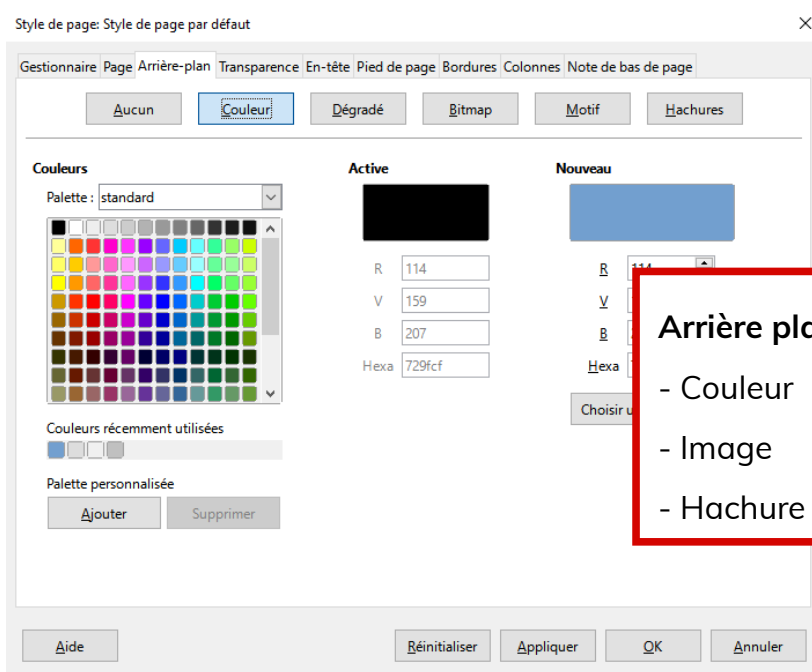 Style de page: Style de page par défaut
Gestionnaire Page Arrière-plan Transparence En-tête Pied de page Bordures Colonnes Note de bas de page
Aucun Couleur Dégradé Bitmap Motif Hachures
Couleurs Active Nouveau
Palette : standard
R 114 R
V 159 V
B 207 B
Hexa 729fcf Hexa
Choisir
Couleurs récemment utilisées
Palette personnalisée
Ajouter Supprimer
Arrière
- Couleur
- Image
- Hachure
Aide Réinitialiser Appliquer OK Annuler